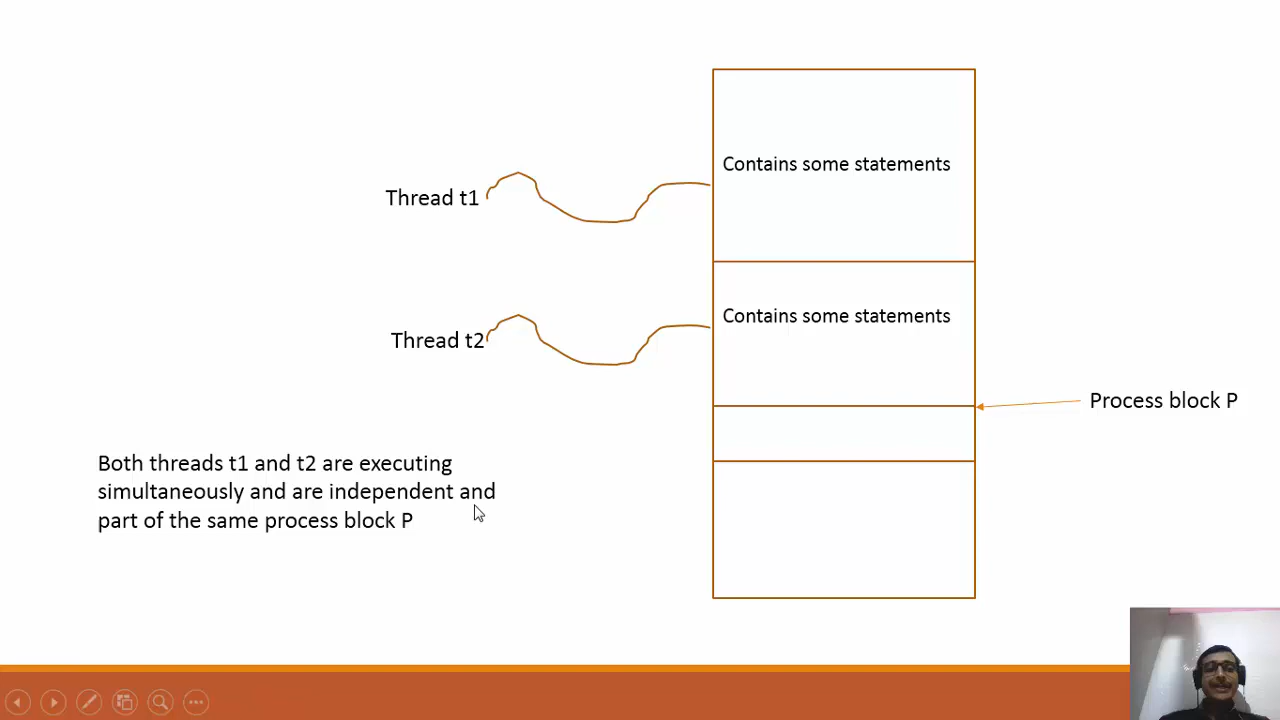 Contains some statements
Thread t1
Contains some statements
Thread t2
Process block P
Both threads t1 and t2 are executing
simultaneously and are independent and
part of the same process block P